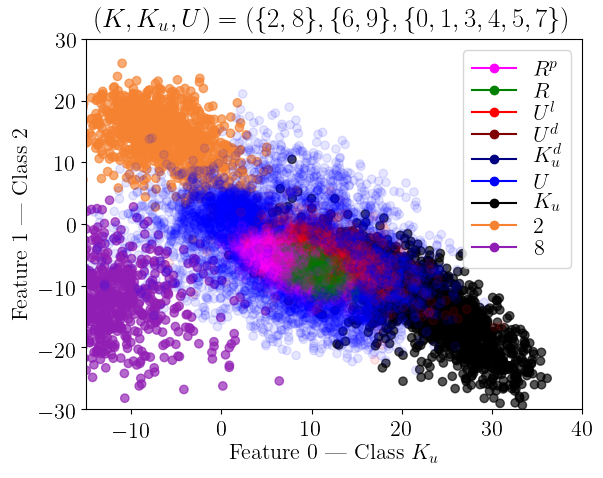 (K, K_u, U) = ({2, 8}, {6, 9}, {0, 1, 3, 4, 5, 7})
30
20
10
0
−10
−20
−30
Feature 1 — Class 2
R^p
R
U^l
U^d
K_u^d
U
K_u
2
8
−10
0
10
20
30
40
Feature 0 — Class K_u